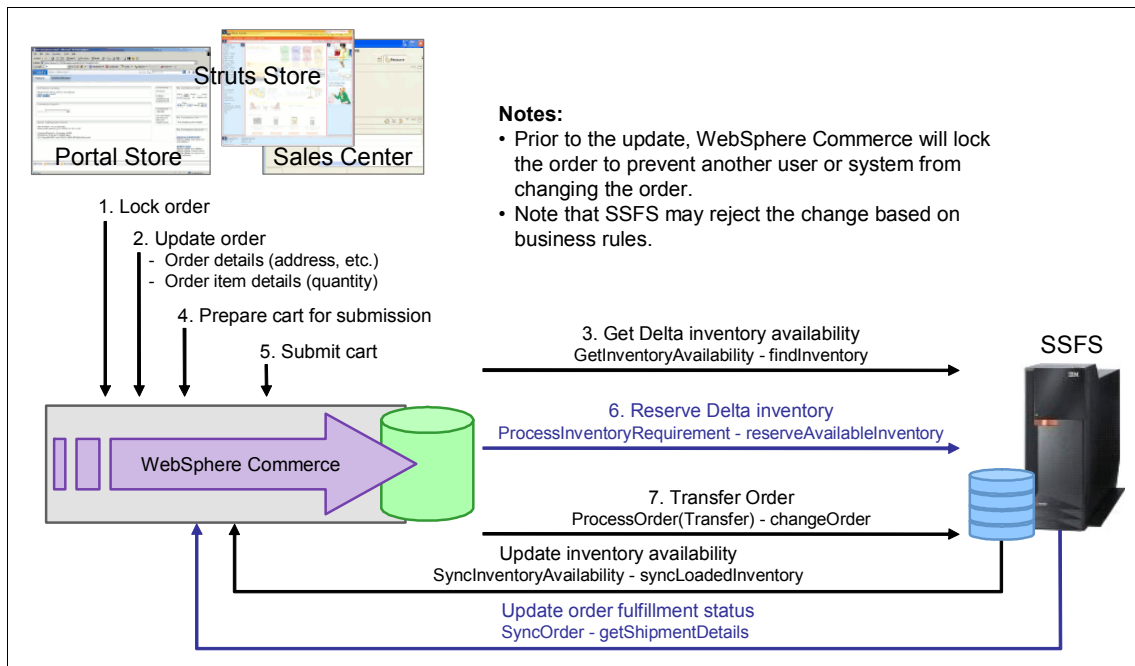 Struts Store
Portal Store
Sales Center
Notes:
• Prior to the update, WebSphere Commerce will lock
the order to prevent another user or system from
changing the order.
• Note that SSFS may reject the change based on
business rules.
1. Lock order
2. Update order
- Order details (address, etc.)
- Order item details (quantity)
4. Prepare cart for submission
5. Submit cart
3. Get Delta inventory availability
GetInventoryAvailability - findInventory
SSFS
IBM
6. Reserve Delta inventory
ProcessInventoryRequirement - reserveAvailableInventory
WebSphere Commerce
7. Transfer Order
ProcessOrder(Transfer) - changeOrder
Update inventory availability
SyncInventoryAvailability - syncLoadedInventory
Update order fulfillment status
SyncOrder - getShipmentDetails